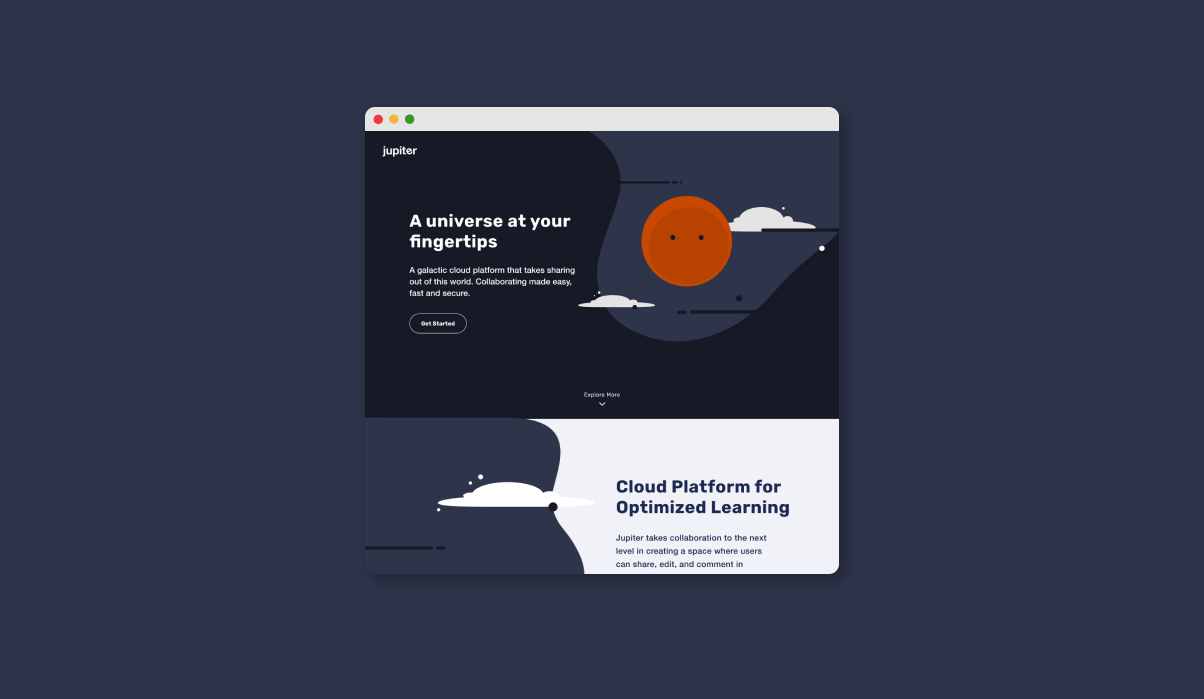 jupiter
A universe at your
fingertips
A galactic cloud platform that takes sharing
out of this world. Collaborating made easy,
fast and secure.
Get Started
Explore More
Cloud Platform for
Optimized Learning
Jupiter takes collaboration to the next
level in creating a space where users
can share, edit, and comment in